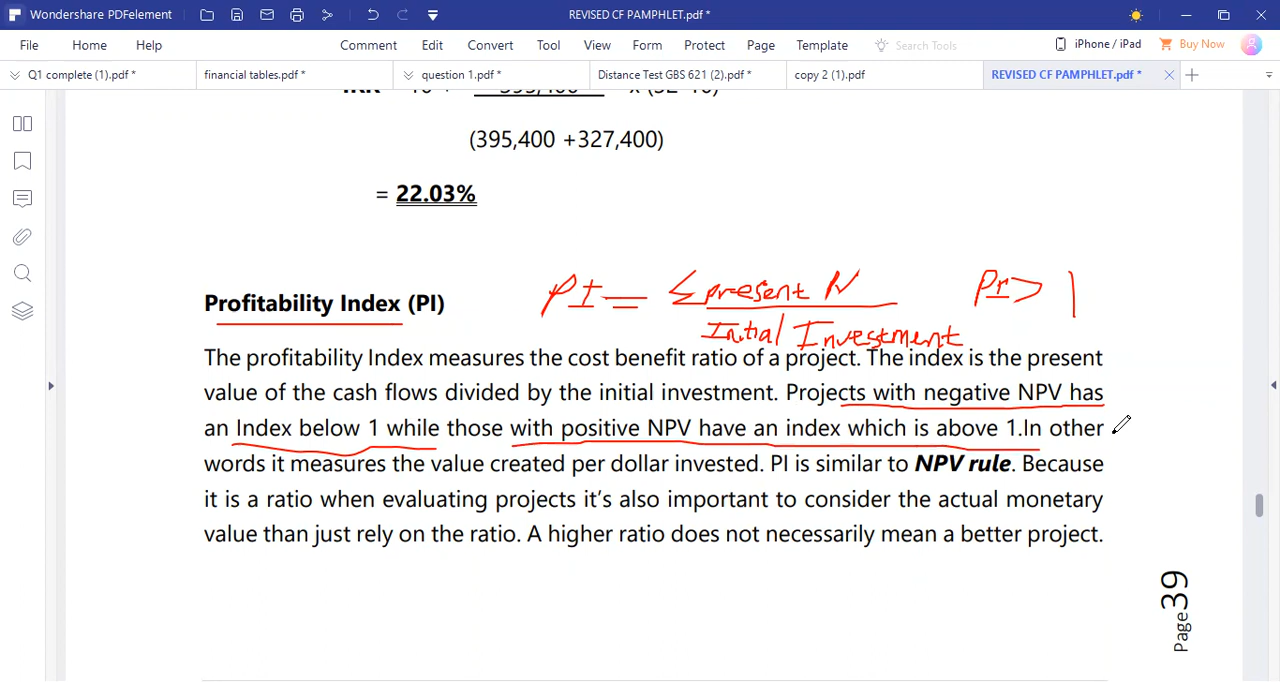 Wondershare PDFelement
REVISED CF PAMPHLET.pdf *
File Home Help Comment Edit Convert Tool View Form Protect Page Template Search Tools iPhone / iPad Buy Now
Q1 complete (1).pdf * financial tables.pdf * question 1.pdf * Distance Test GBS 621 (2).pdf * copy 2 (1).pdf REVISED CF PAMPHLET.pdf *
(395,400 +327,400)
= 22.03%
PI = Σ present V PI > 1
Initial Investment
Profitability Index (PI)
The profitability Index measures the cost benefit ratio of a project. The index is the present
value of the cash flows divided by the initial investment. Projects with negative NPV has
an Index below 1 while those with positive NPV have an index which is above 1.In other
words it measures the value created per dollar invested. PI is similar to NPV rule. Because
it is a ratio when evaluating projects it's also important to consider the actual monetary
value than just rely on the ratio. A higher ratio does not necessarily mean a better project.
Page39